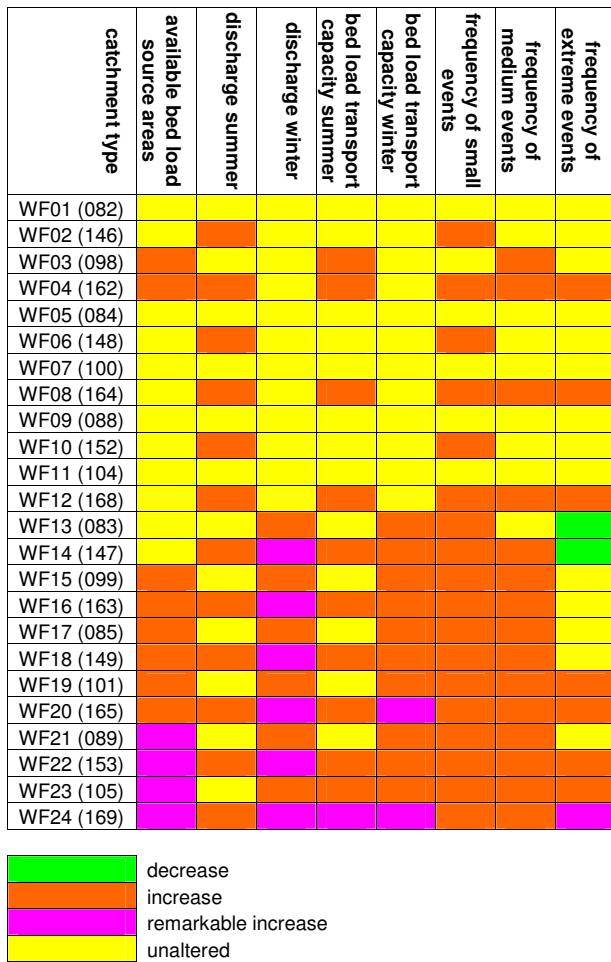 catchment type
available bed load
source areas
discharge summer
discharge winter
bed load transport
capacity summer
bed load transport
capacity winter
frequency of small
events
frequency of
medium events
frequency of
extreme events
WF01 (082)
WF02 (146)
WF03 (098)
WF04 (162)
WF05 (084)
WF06 (148)
WF07 (100)
WF08 (164)
WF09 (088)
WF10 (152)
WF11 (104)
WF12 (168)
WF13 (083)
WF14 (147)
WF15 (099)
WF16 (163)
WF17 (085)
WF18 (149)
WF19 (101)
WF20 (165)
WF21 (089)
WF22 (153)
WF23 (105)
WF24 (169)
decrease
increase
remarkable increase
unaltered